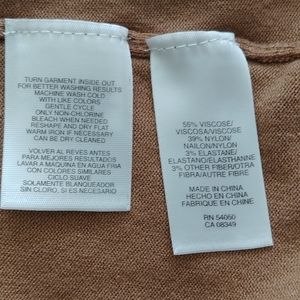 TURN GARMENT INSIDE OUT
FOR BETTER WASHING RESULTS
MACHINE WASH COLD
WITH LIKE COLORS
GENTLE CYCLE
ONLY NON-CHLORINE
BLEACH WHEN NEEDED
RESHAPE AND DRY FLAT
WARM IRON IF NECESSARY
CAN BE DRY CLEANED
VOLVER AL REVES ANTES
PARA MEJORES RESULTADOS
LAVAR A MAQUINA EN AGUA FRIA
CON COLORES SIMILARES
CICLO SUAVE
SOLAMENTE BLANQUEADOR
SIN CLORO, SI ES NECESARIO
55% VISCOSE/
VISCOSA/VISCOSE
39% NYLON/
NAILON/NYLON
3% ELASTANE/
ELASTANO/ELASTHANNE
3% OTHER FIBER/OTRA
FIBRA/AUTRE FIBRE
MADE IN CHINA
HECHO EN CHINA
FABRIQUE EN CHINE
RN 54050
CA 08349